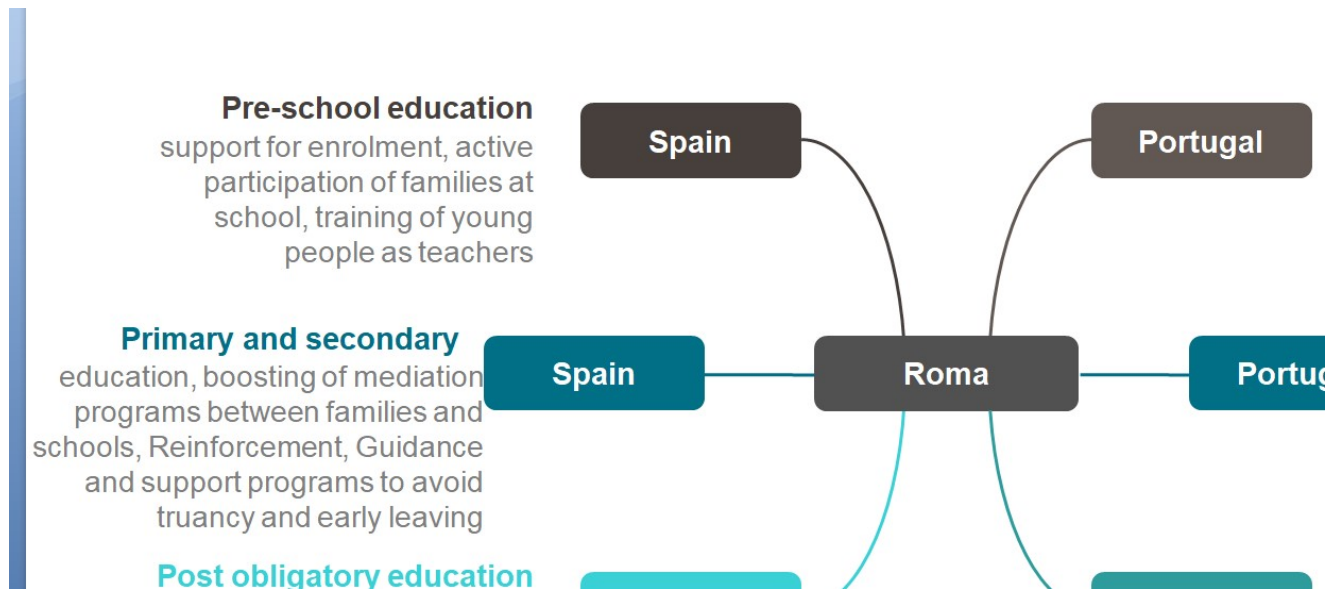 Pre-school education
support for enrolment, active
participation of families at
school, training of young
people as teachers
Spain
Portugal
Primary and secondary
education, boosting of mediation
programs between families and
schools, Reinforcement, Guidance
and support programs to avoid
truancy and early leaving
Spain
Roma
Post obligatory education